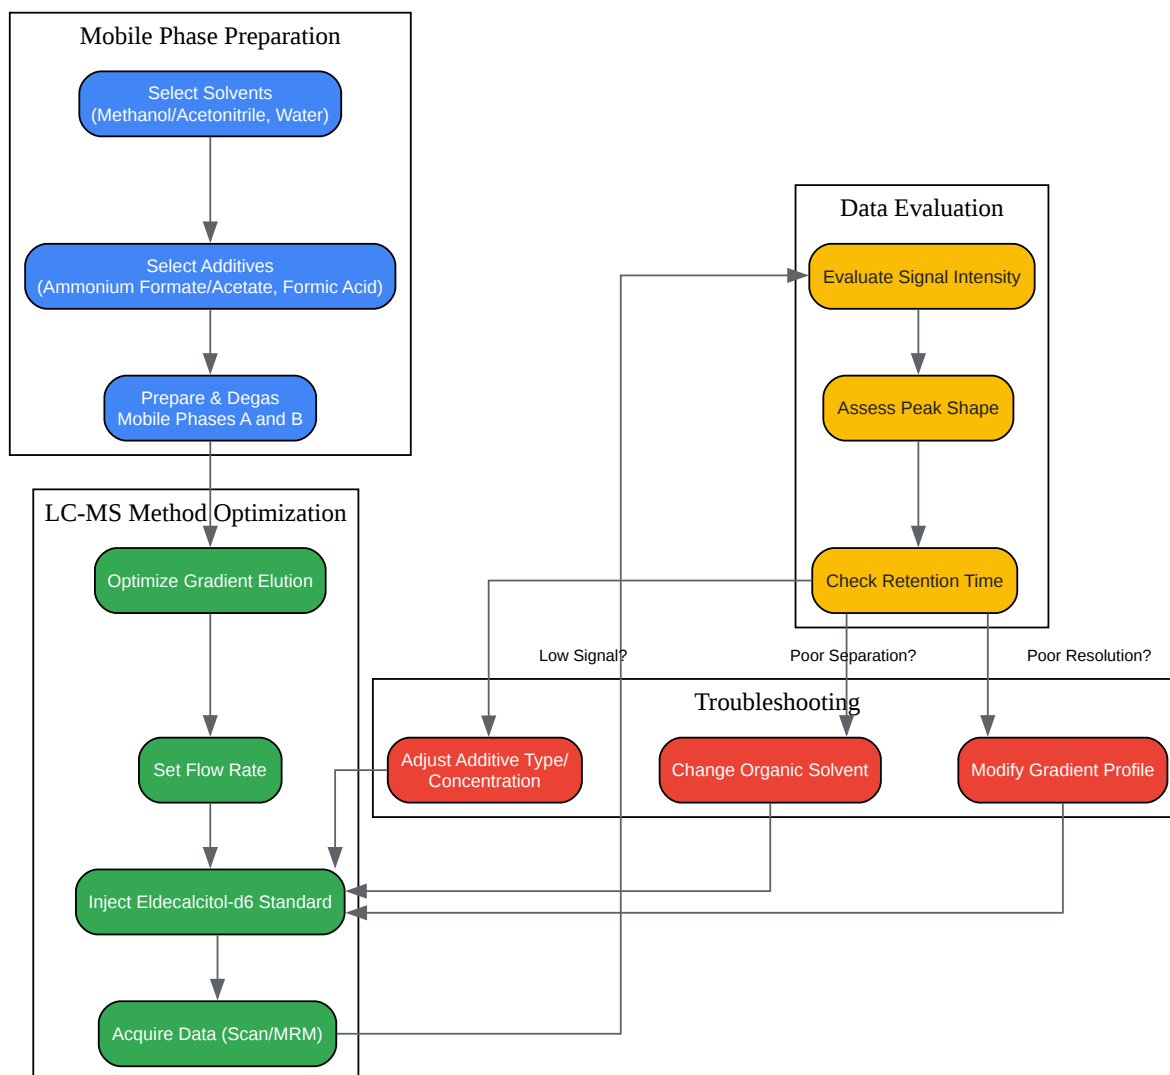 Mobile Phase Preparation
Select Solvents
(Methanol/Acetonitrile, Water)
Select Additives
(Ammonium Formate/Acetate, Formic Acid)
Prepare & Degas
Mobile Phases A and B
LC-MS Method Optimization
Optimize Gradient Elution
Set Flow Rate
Inject Eldecalcitol-d6 Standard
Acquire Data (Scan/MRM)
Data Evaluation
Evaluate Signal Intensity
Assess Peak Shape
Check Retention Time
Low Signal?
Poor Separation?
Poor Resolution?
Troubleshooting
Adjust Additive Type/
Concentration
Change Organic Solvent
Modify Gradient Profile